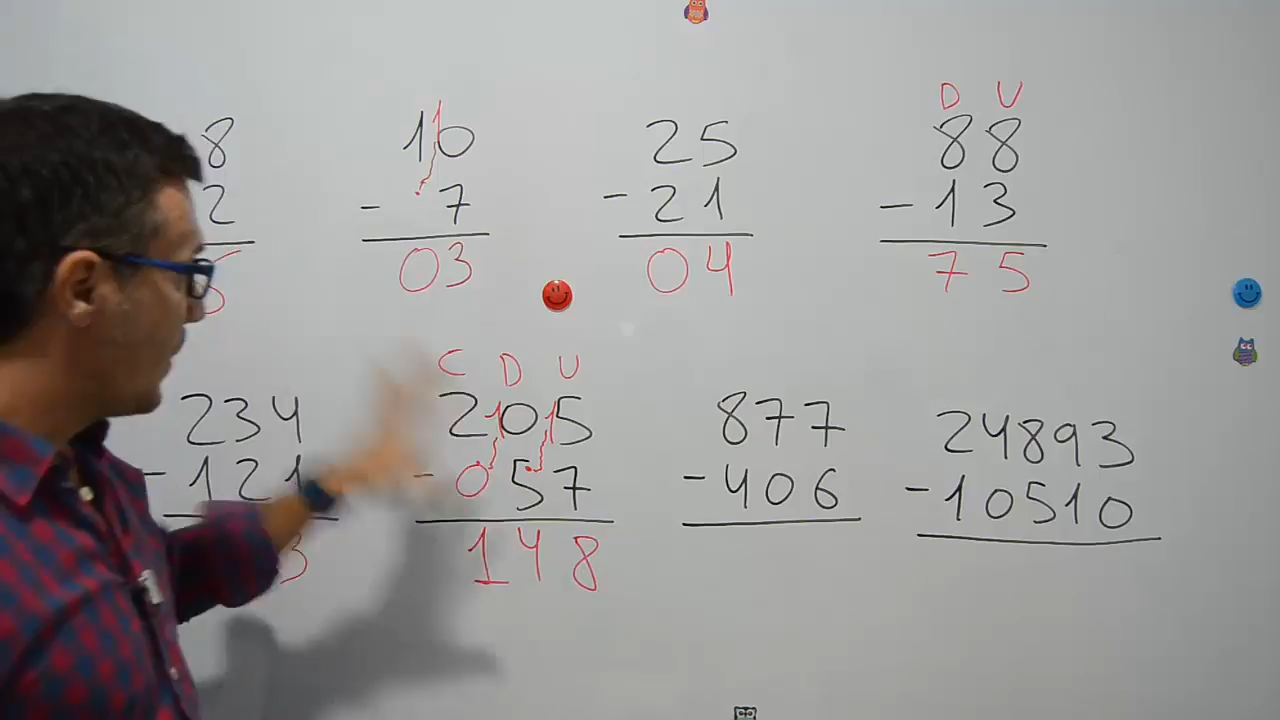 D U
8 10 25 88
2 - 7 - 21 - 13
03 04 75
C D U
234 2105 877 24893
- 121 - 057 - 406 - 10510
3 148